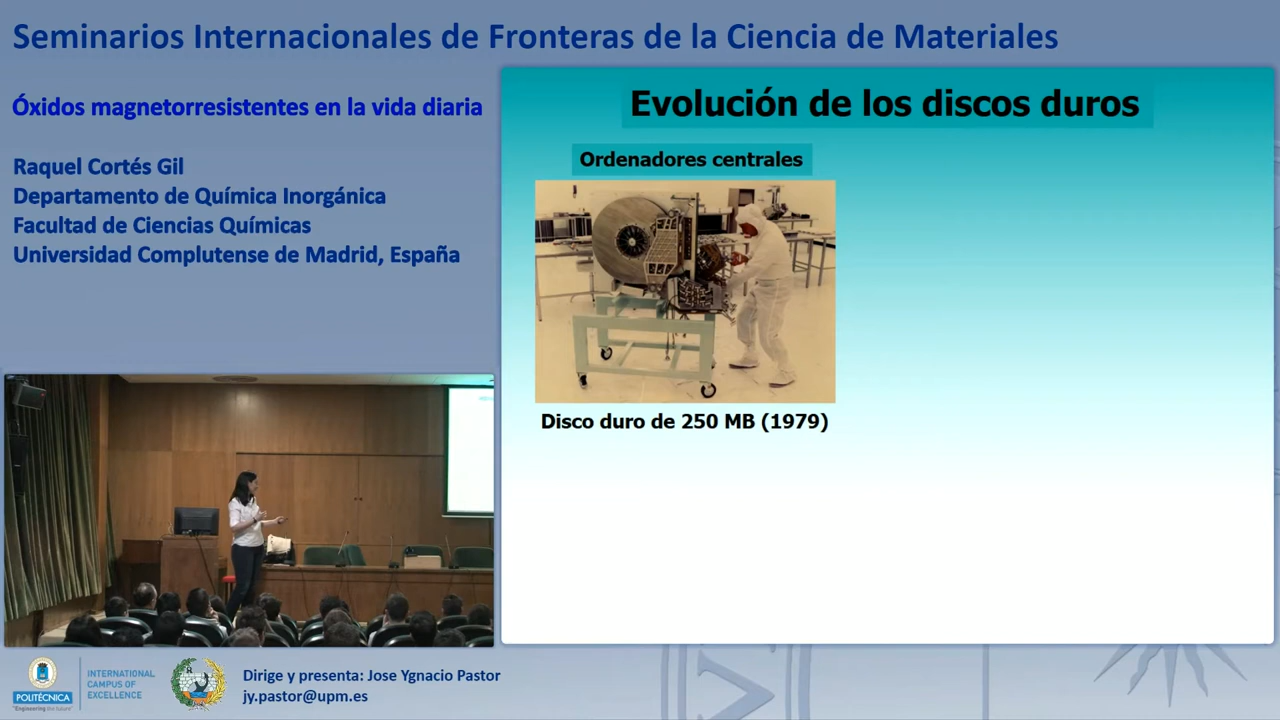 Seminarios Internacionales de Fronteras de la Ciencia de Materiales
Óxidos magnetorresistentes en la vida diaria
Raquel Cortés Gil
Departamento de Química Inorgánica
Facultad de Ciencias Químicas
Universidad Complutense de Madrid, España
Evolución de los discos duros
Ordenadores centrales
Disco duro de 250 MB (1979)
POLITÉCNICA
"Engineering the future"
INTERNATIONAL
CAMPUS OF
EXCELLENCE
Dirige y presenta: Jose Ygnacio Pastor
jy.pastor@upm.es